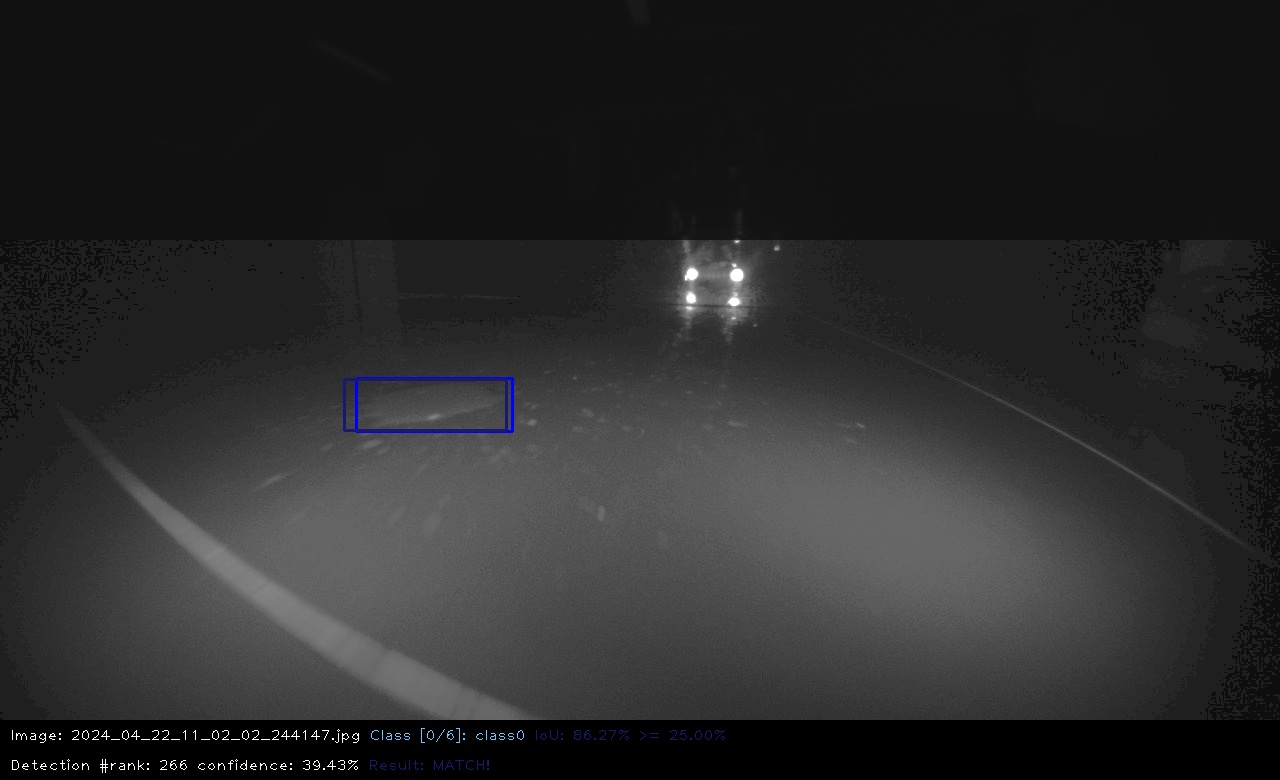 Image: 2024_04_22_11_02_02_244147.jpg Class [0/6]: class0 IoU: 86.27% >= 25.00%
Detection #rank: 266 confidence: 39.43% Result: MATCH!